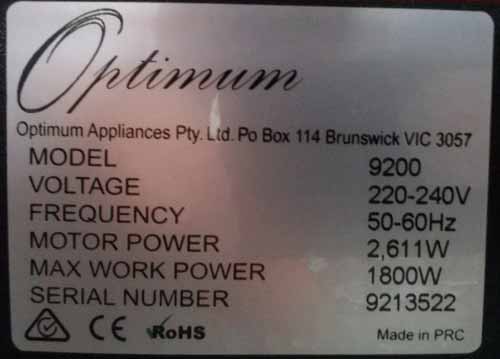 Optimum
Optimum Appliances Pty. Ltd. Po Box 114 Brunswick VIC 3057
MODEL 9200
VOLTAGE 220-240V
FREQUENCY 50-60Hz
MOTOR POWER 2,611W
MAX WORK POWER 1800W
SERIAL NUMBER 9213522
CE RoHS Made in PRC